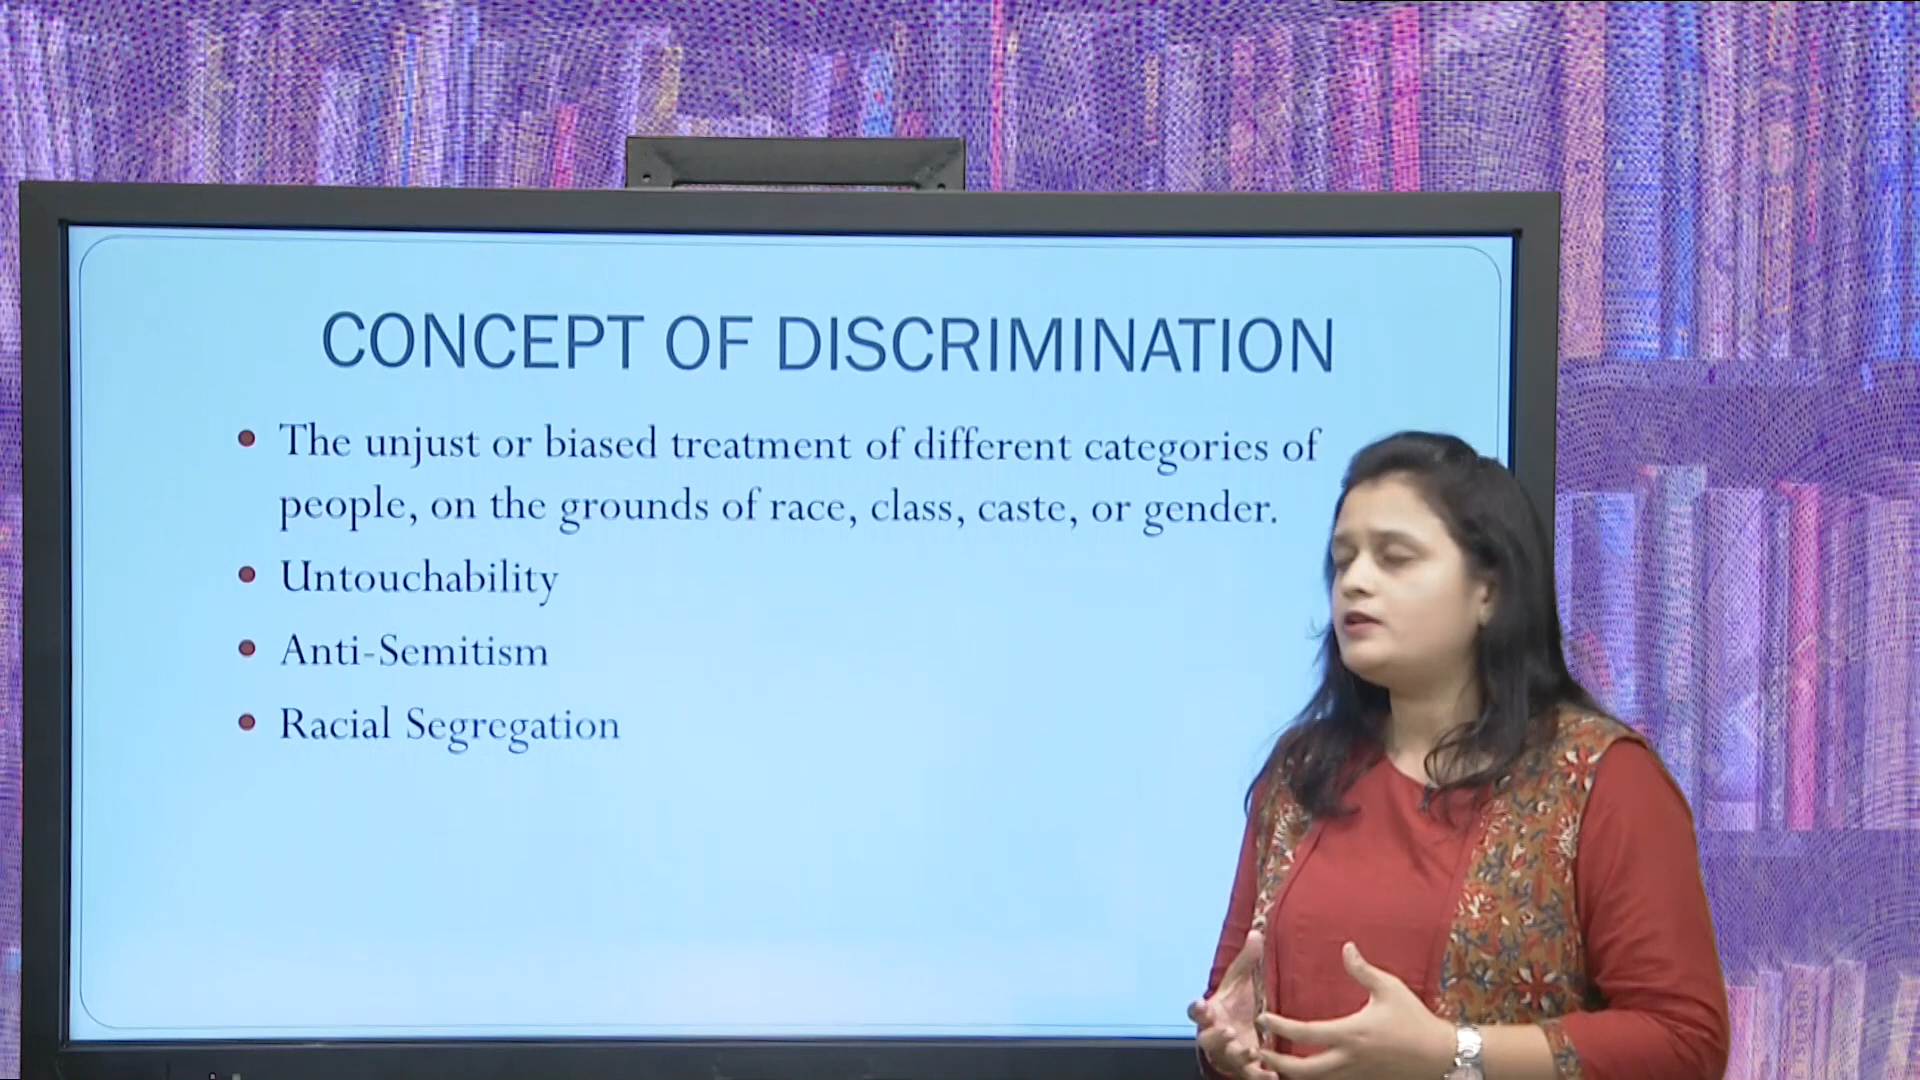 CONCEPT OF DISCRIMINATION
• The unjust or biased treatment of different categories of
people, on the grounds of race, class, caste, or gender.
• Untouchability
• Anti-Semitism
• Racial Segregation